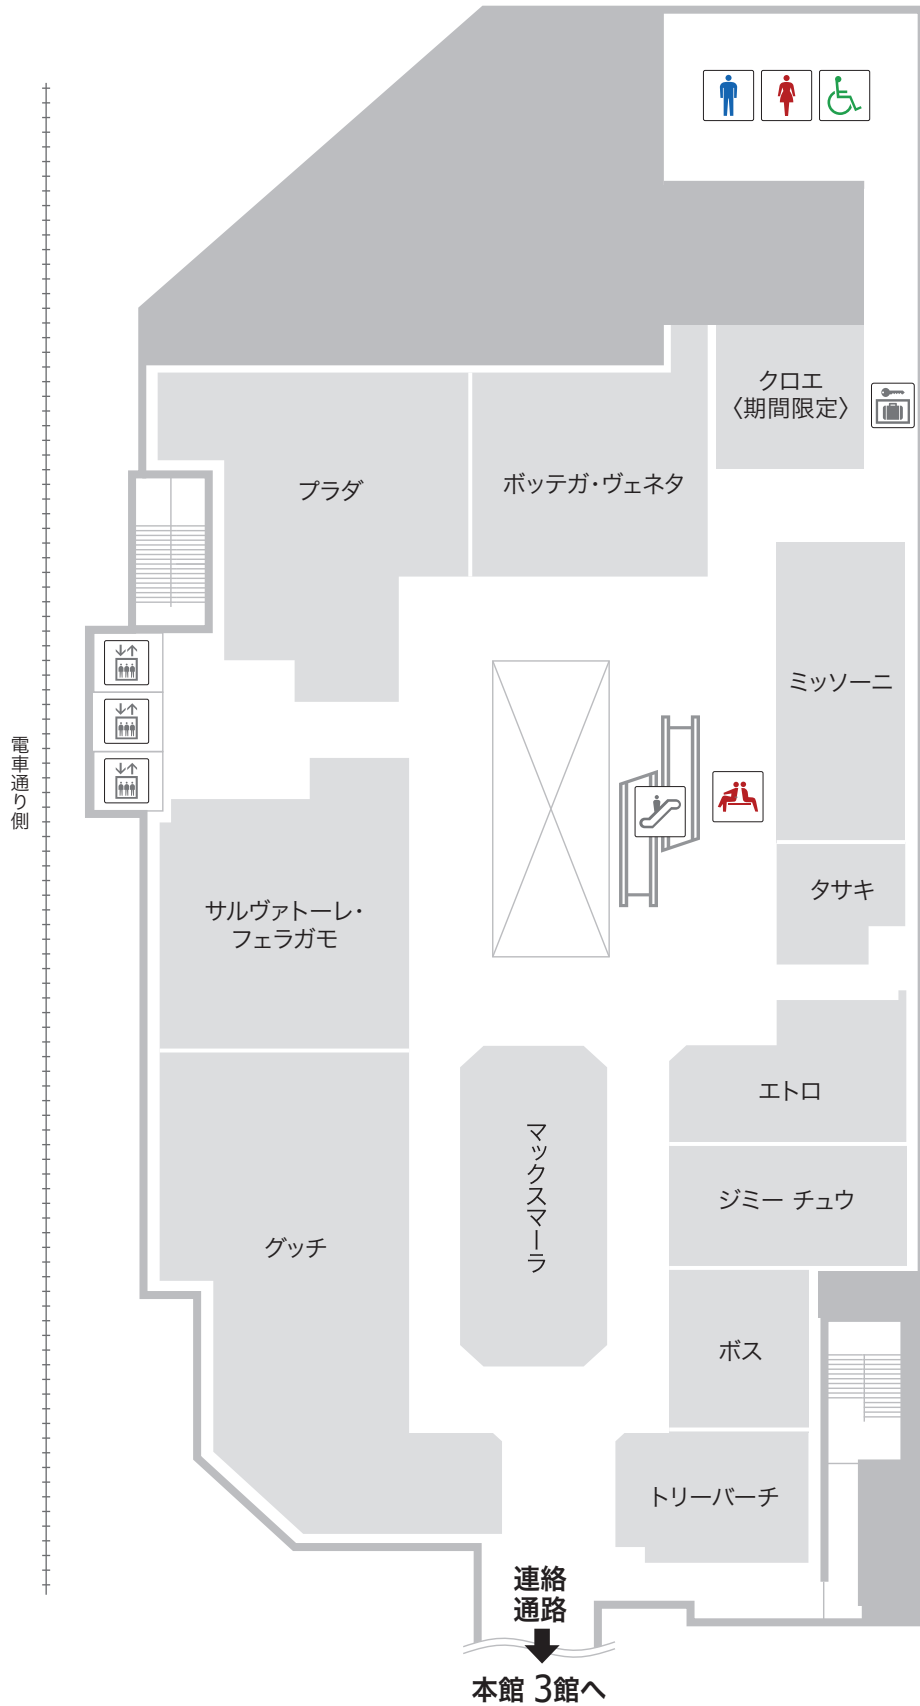 クロエ
〈期間限定〉
プラダ
ボッテガ・ヴェネタ
ミッソーニ
電車通り側
タサキ
サルヴァトーレ・
フェラガモ
エトロ
マックスマーラ
ジミー チュウ
グッチ
ボス
トリーバーチ
連絡
通路
本館 3館へ